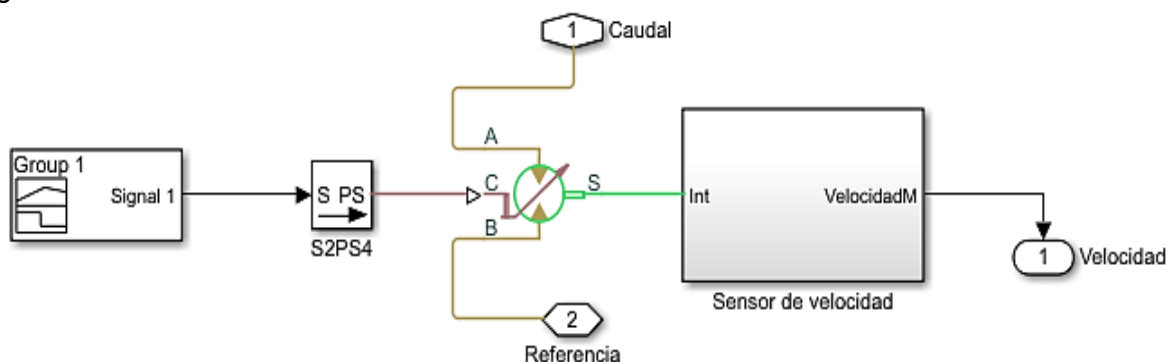 1
Caudal
Group 1
Signal 1
S PS
S2PS4
A
C
B
S
Int
VelocidadM
Sensor de velocidad
1
Velocidad
2
Referencia